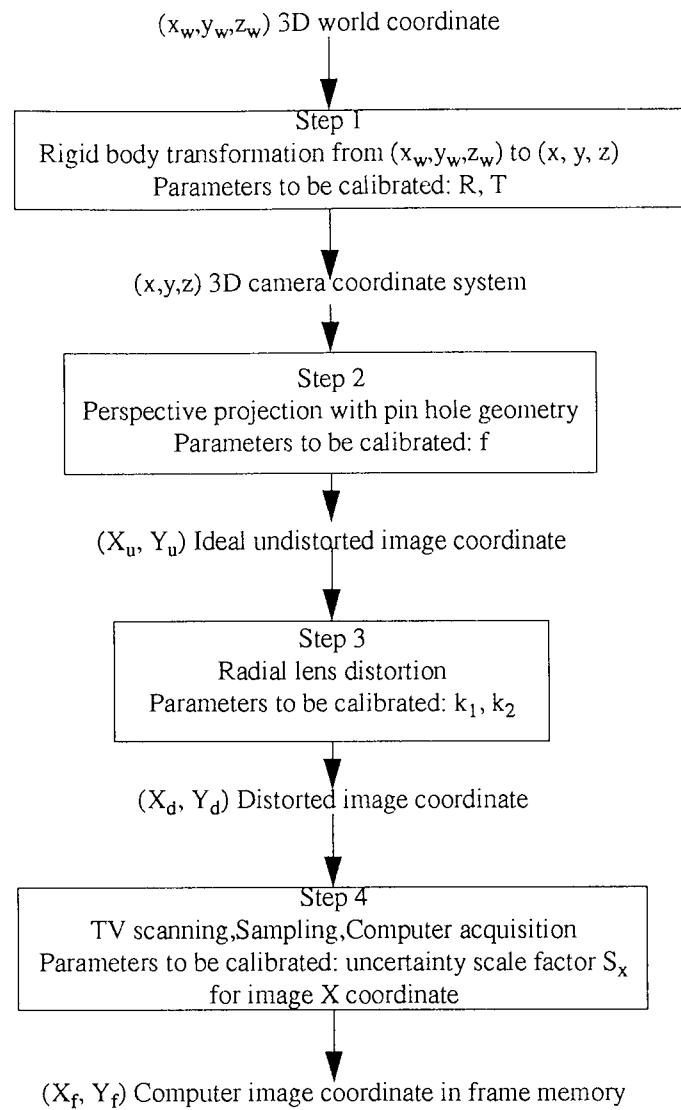 (x_w,y_w,z_w) 3D world coordinate
Step 1
Rigid body transformation from (x_w,y_w,z_w) to (x, y, z)
Parameters to be calibrated: R, T
(x,y,z) 3D camera coordinate system
Step 2
Perspective projection with pin hole geometry
Parameters to be calibrated: f
(X_u, Y_u) Ideal undistorted image coordinate
Step 3
Radial lens distortion
Parameters to be calibrated: k_1, k_2
(X_d, Y_d) Distorted image coordinate
Step 4
TV scanning,Sampling,Computer acquisition
Parameters to be calibrated: uncertainty scale factor S_x
for image X coordinate
(X_f, Y_f) Computer image coordinate in frame memory